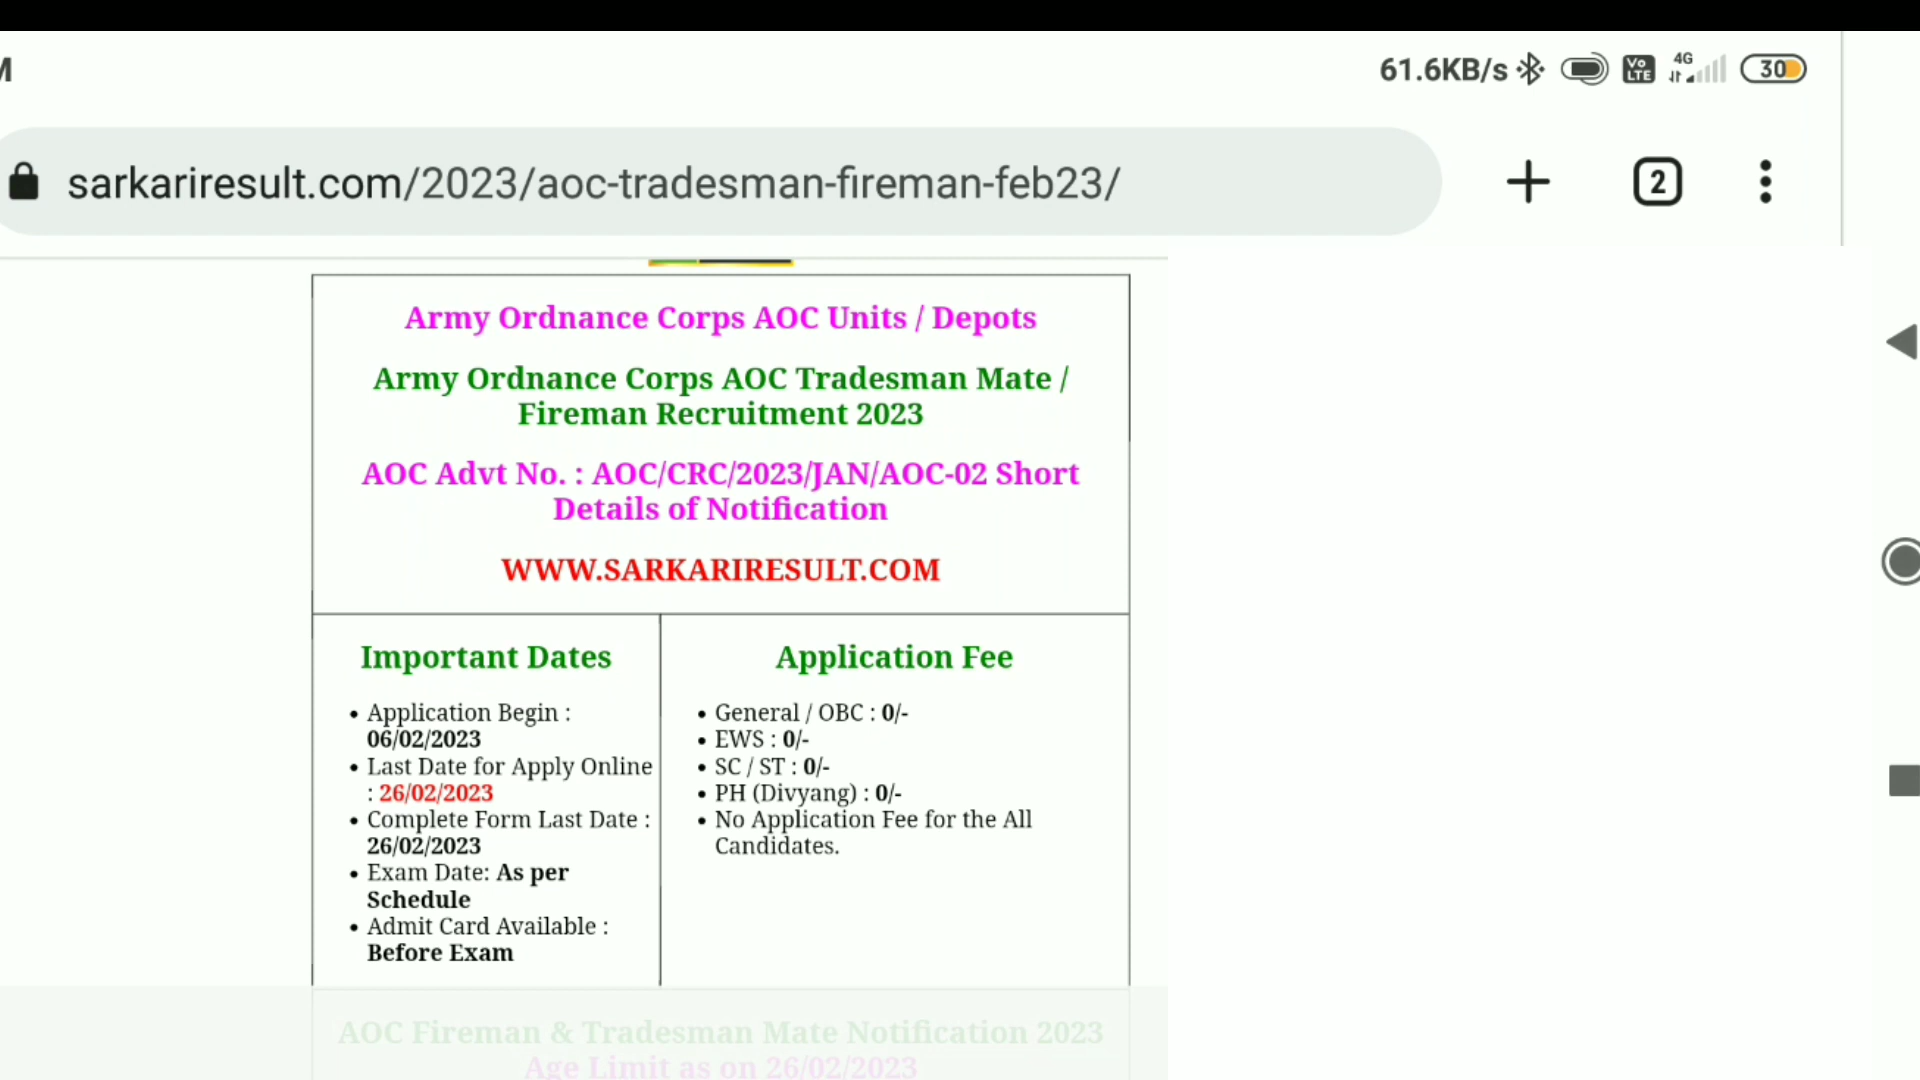 M
61.6KB/s Vo LTE 4G 30
sarkariresult.com/2023/aoc-tradesman-fireman-feb23/
2
Army Ordnance Corps AOC Units / Depots
Army Ordnance Corps AOC Tradesman Mate /
Fireman Recruitment 2023
AOC Advt No. : AOC/CRC/2023/JAN/AOC-02 Short
Details of Notification
WWW.SARKARIRESULT.COM
Important Dates
• Application Begin :
06/02/2023
• Last Date for Apply Online
: 26/02/2023
• Complete Form Last Date :
26/02/2023
• Exam Date: As per
Schedule
• Admit Card Available :
Before Exam
Application Fee
• General / OBC : 0/-
• EWS : 0/-
• SC / ST : 0/-
• PH (Divyang) : 0/-
• No Application Fee for the All
Candidates.
AOC Fireman & Tradesman Mate Notification 2023
Age Limit as on 26/02/2023